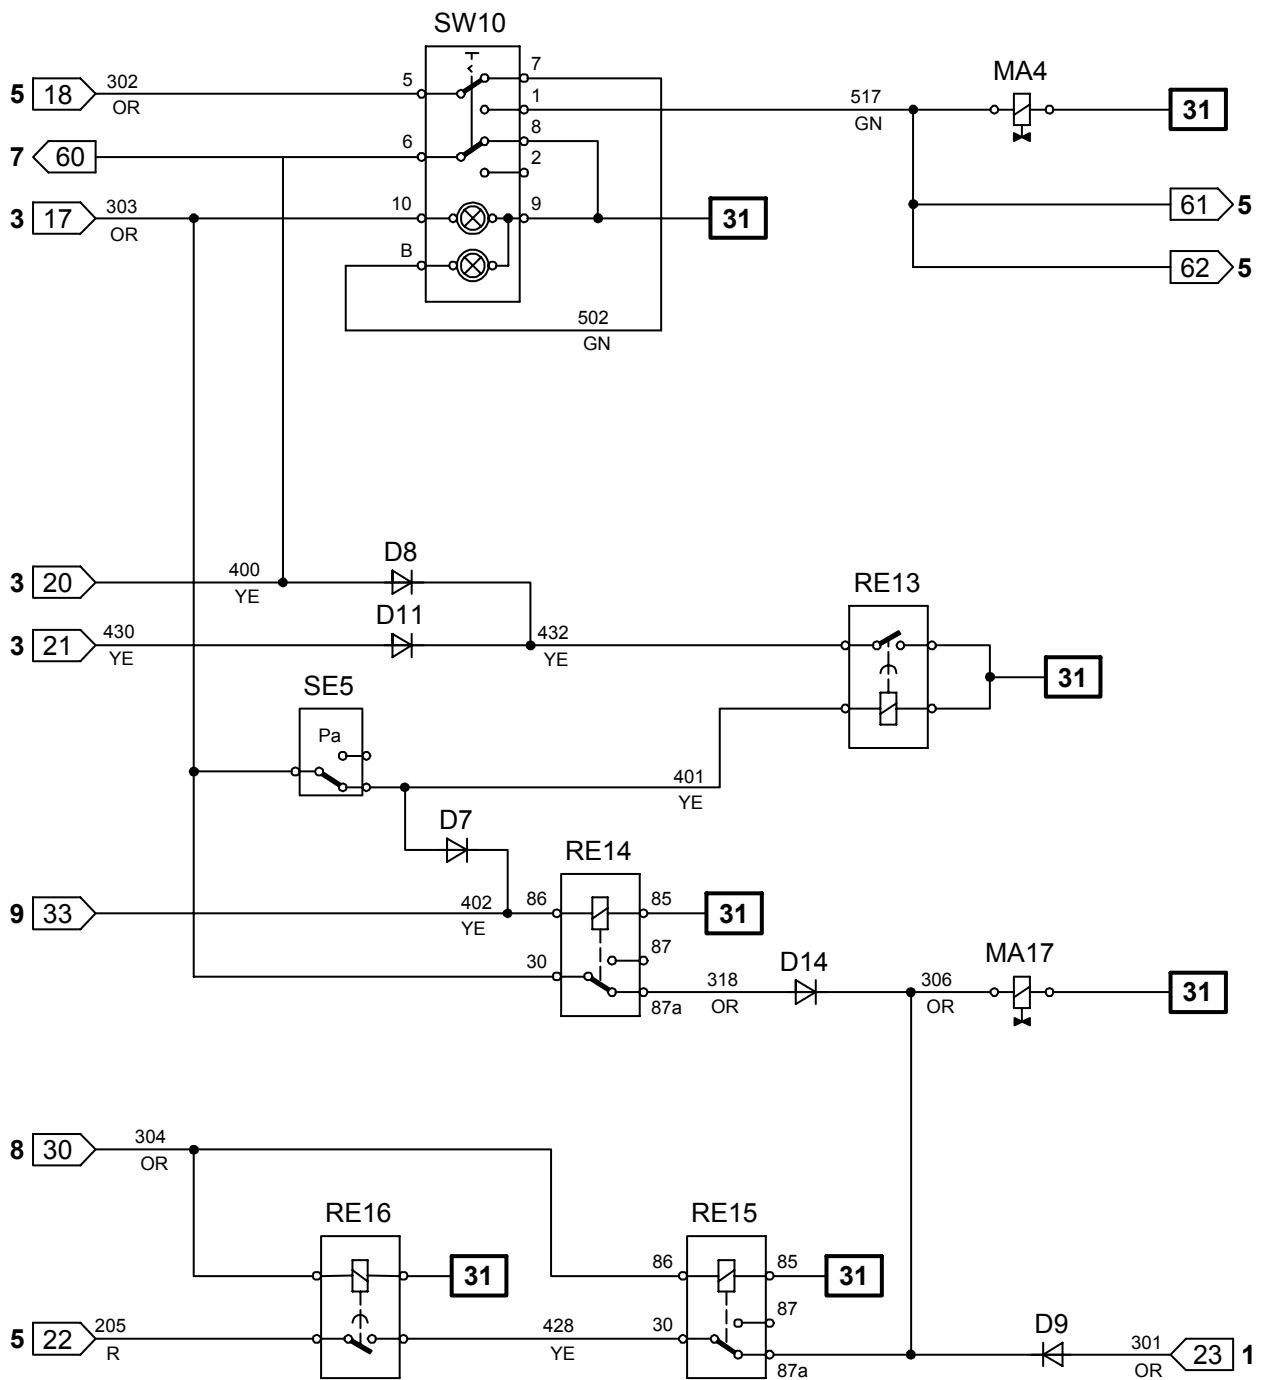 SW10
5 18 302 OR 5 7 1 517 GN MA4 31
7 60 6 8 2
3 17 303 OR 10 9 31 61 5
B 62 5
502
GN
D8
3 20 400 YE
RE13
D11
3 21 430 YE 432 YE
31
SE5
Pa
401
YE
D7
RE14
9 33 402 YE 86 85 31
87
30 D14 MA17
318 OR 87a 306 OR 31
8 30 304 OR
RE16 RE15
31 86 85 31
87
5 22 205 R 428 YE 30 87a
D9
301 OR 23 1